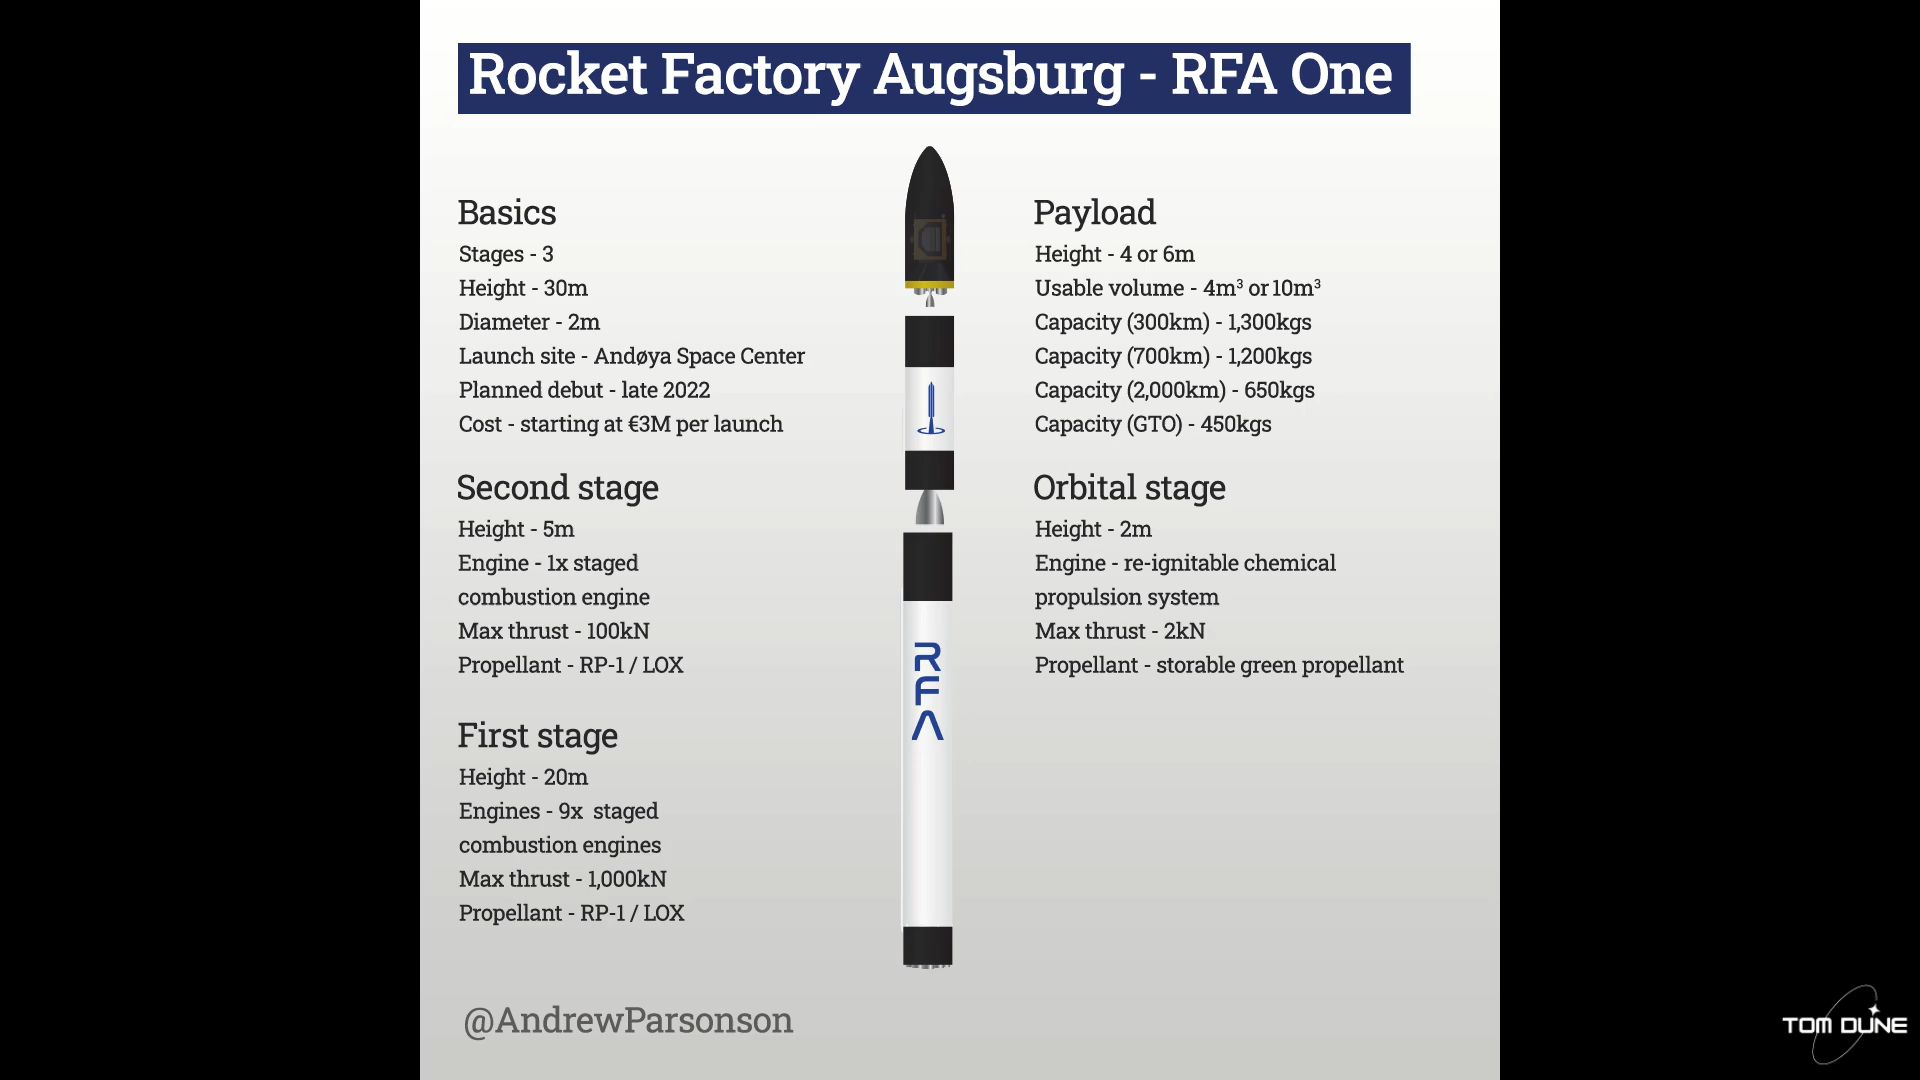 Rocket Factory Augsburg - RFA One
Basics
Stages - 3
Height - 30m
Diameter - 2m
Launch site - Andøya Space Center
Planned debut - late 2022
Cost - starting at €3M per launch
Second stage
Height - 5m
Engine - 1x staged
combustion engine
Max thrust - 100kN
Propellant - RP-1 / LOX
First stage
Height - 20m
Engines - 9x  staged
combustion engines
Max thrust - 1,000kN
Propellant - RP-1 / LOX
R
F
A
Payload
Height - 4 or 6m
Usable volume - 4m³ or 10m³
Capacity (300km) - 1,300kgs
Capacity (700km) - 1,200kgs
Capacity (2,000km) - 650kgs
Capacity (GTO) - 450kgs
Orbital stage
Height - 2m
Engine - re-ignitable chemical
propulsion system
Max thrust - 2kN
Propellant - storable green propellant
@AndrewParsonson
TOM DUNE